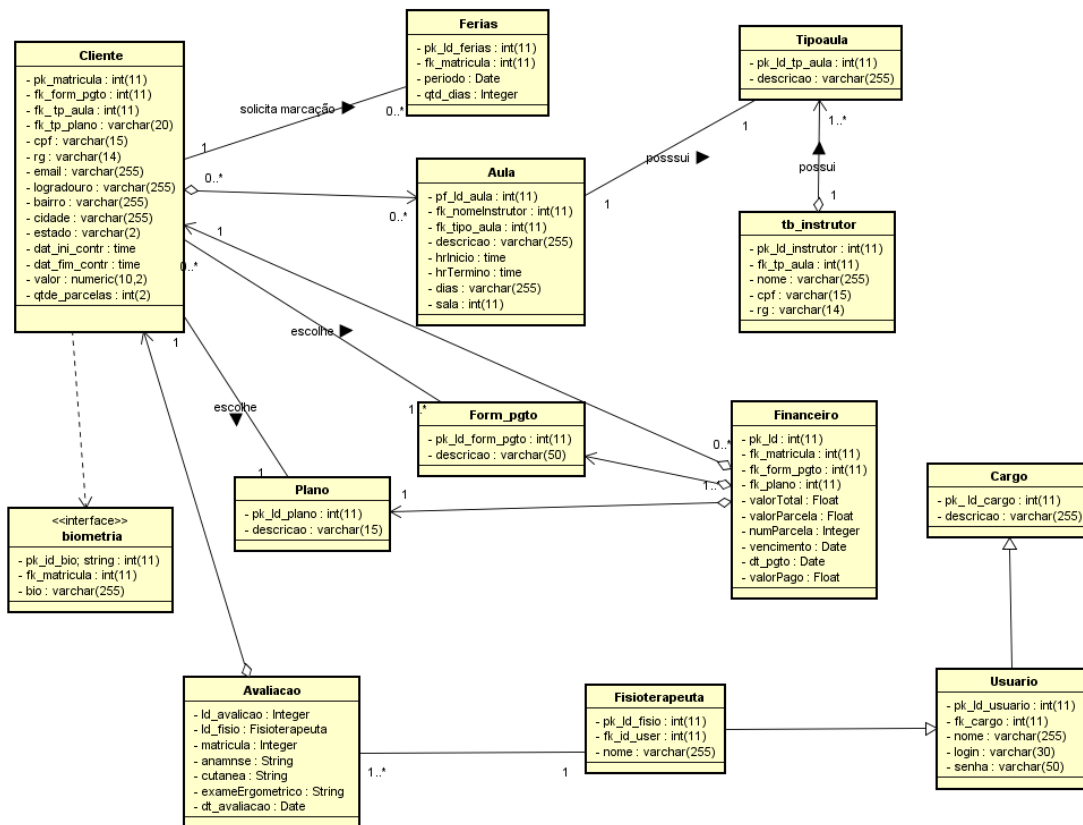 Cliente
- pk_matricula : int(11)
- fk_form_pgto : int(11)
- fk_tp_aula : int(11)
- fk_tp_plano : varchar(20)
- cpf : varchar(15)
- rg : varchar(14)
- email : varchar(255)
- logradouro : varchar(255)
- bairro : varchar(255)
- cidade : varchar(255)
- estado : varchar(2)
- dat_ini_contr : time
- dat_fim_contr : time
- valor : numeric(10,2)
- qtde_parcelas : int(2)
Ferias
- pk_Id_ferias : int(11)
- fk_matricula : int(11)
- periodo : Date
- qtd_dias : Integer
solicita marcação
1
0..*
Tipoaula
- pk_Id_tp_aula : int(11)
- descricao : varchar(255)
1
1..*
posssui
possui
1
1
Aula
- pf_Id_aula : int(11)
- fk_nomeInstrutor : int(11)
- fk_tipo_aula : int(11)
- descricao : varchar(255)
- hrInicio : time
- hrTermino : time
- dias : varchar(255)
- sala : int(11)
0..*
0..*
tb_instrutor
- pk_Id_instrutor : int(11)
- fk_tp_aula : int(11)
- nome : varchar(255)
- cpf : varchar(15)
- rg : varchar(14)
1
0..*
escolhe
1..*
1
escolhe
1
Form_pgto
- pk_Id_form_pgto : int(11)
- descricao : varchar(50)
Financeiro
- pk_Id : int(11)
- fk_matricula : int(11)
- fk_form_pgto : int(11)
- fk_plano : int(11)
- valorTotal : Float
- valorParcela : Float
- numParcela : Integer
- vencimento : Date
- dt_pgto : Date
- valorPago : Float
0..*
1..*
1
Plano
- pk_Id_plano : int(11)
- descricao : varchar(15)
Cargo
- pk_ Id_cargo : int(11)
- descricao : varchar(255)
<<interface>>
biometria
- pk_id_bio; string : int(11)
- fk_matricula : int(11)
- bio : varchar(255)
Avaliacao
- Id_avalicao : Integer
- Id_fisio : Fisioterapeuta
- matricula : Integer
- anamnse : String
- cutanea : String
- exameErgometrico : String
- dt_avaliacao : Date
1..*
1
Fisioterapeuta
- pk_Id_fisio : int(11)
- fk_id_user : int(11)
- nome : varchar(255)
Usuario
- pk_Id_usuario : int(11)
- fk_cargo : int(11)
- nome : varchar(255)
- login : varchar(30)
- senha : varchar(50)